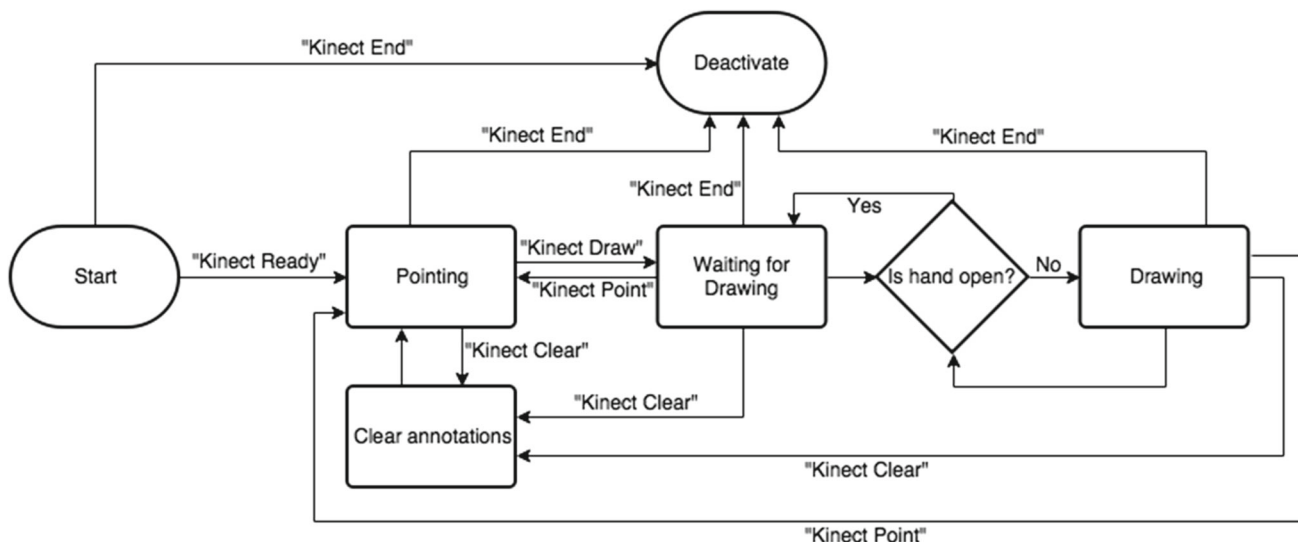 "Kinect End"
Deactivate
"Kinect End"
"Kinect End"
"Kinect End"
Yes
Start
"Kinect Ready"
Pointing
"Kinect Draw"
"Kinect Point"
Waiting for
Drawing
Is hand open?
No
Drawing
"Kinect Clear"
"Kinect Clear"
Clear annotations
"Kinect Clear"
"Kinect Point"